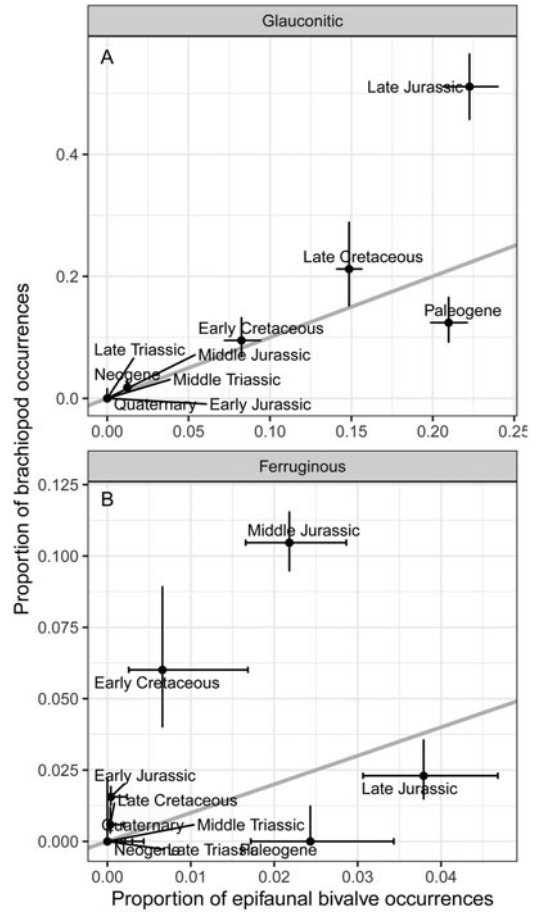 Glauconitic
A
Late Jurassic
Late Cretaceous
Paleogene
Early Cretaceous
Late Triassic
Middle Jurassic
Neogene
Middle Triassic
Quaternary
Early Jurassic
0.4
0.2
0.0
0.00
0.05
0.10
0.15
0.20
0.25
Proportion of brachiopod occurrences
Ferruginous
B
Middle Jurassic
Early Cretaceous
Early Jurassic
Late Jurassic
Late Cretaceous
Quaternary
Middle Triassic
Neogene
Late Triassic
Paleogene
0.125
0.100
0.075
0.050
0.025
0.000
0.00
0.01
0.02
0.03
0.04
Proportion of epifaunal bivalve occurrences